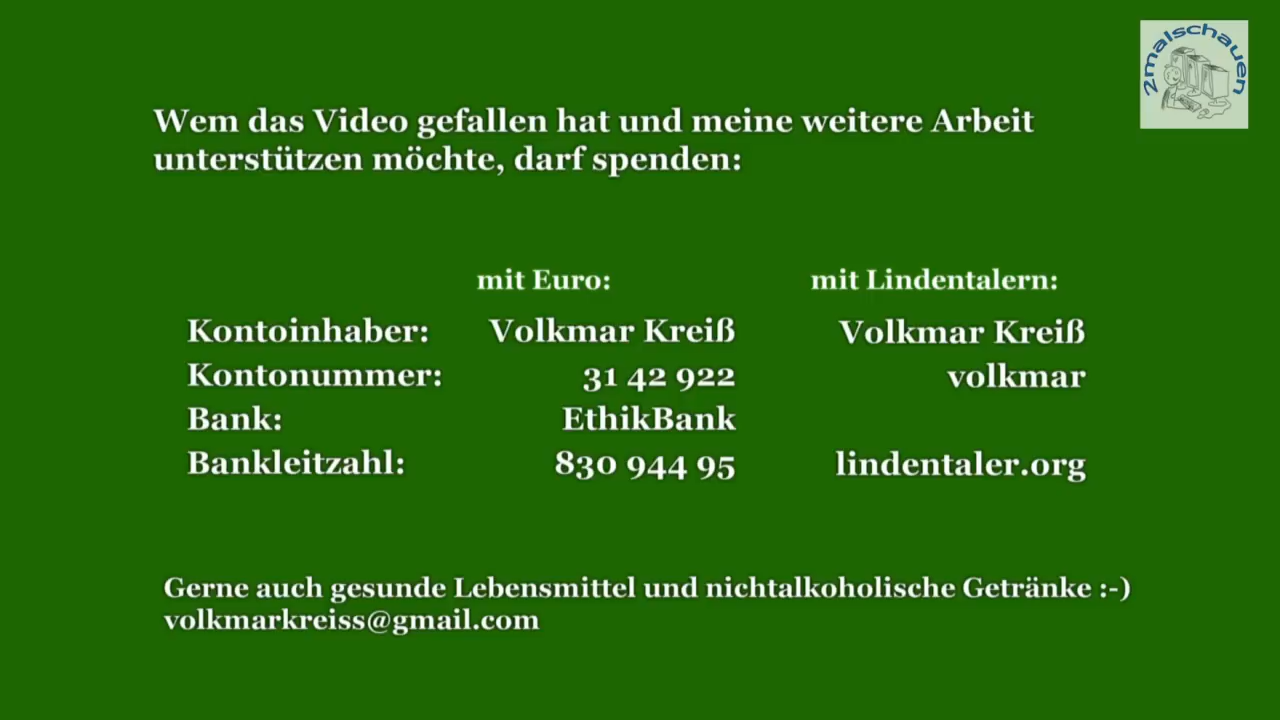 2malschauen
Wem das Video gefallen hat und meine weitere Arbeit
unterstützen möchte, darf spenden:
mit Euro: mit Lindentalern:
Kontoinhaber: Volkmar Kreiß Volkmar Kreiß
Kontonummer: 31 42 922 volkmar
Bank: EthikBank
Bankleitzahl: 830 944 95 lindentaler.org
Gerne auch gesunde Lebensmittel und nichtalkoholische Getränke :-)
volkmarkreiss@gmail.com